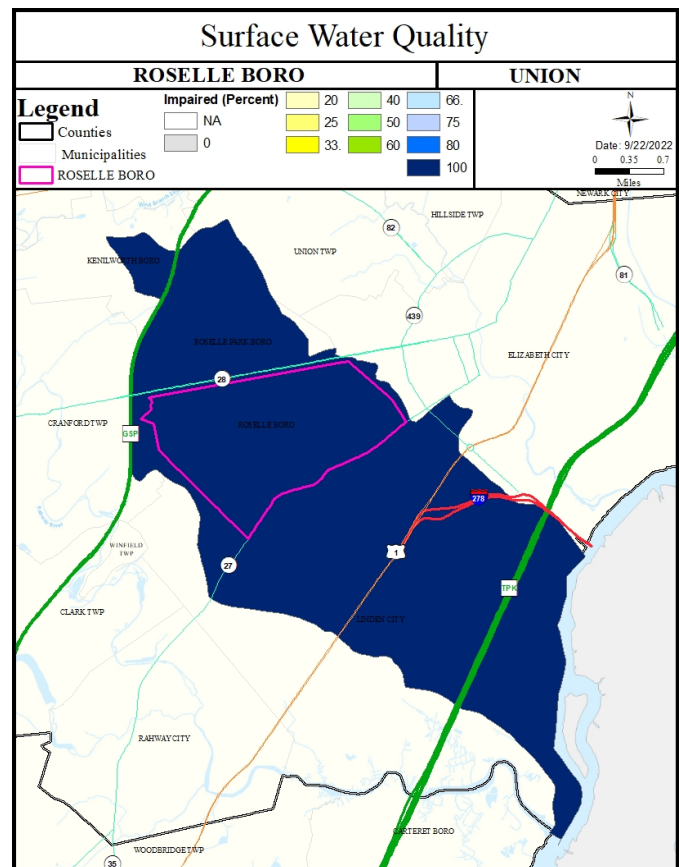 Surface Water Quality
ROSELLE BORO
UNION
Legend
Counties
Municipalities
ROSELLE BORO
Impaired (Percent)
NA
0
20
25
33.
40
50
60
66.
75
80
100
N
Date: 9/22/2022
0 0.35 0.7
Miles
NEWARK CITY
HILLSIDE TWP
82
UNION TWP
KENILWORTH BORO
81
439
ROSELLE PARK BORO
ELIZABETH CITY
28
CRANFORD TWP
ROSELLE BORO
GSP
278
WINFIELD
TWP
1
27
TPK
CLARK TWP
LINDEN CITY
RAHWAY CITY
CARTERET BORO
WOODBRIDGE TWP
35